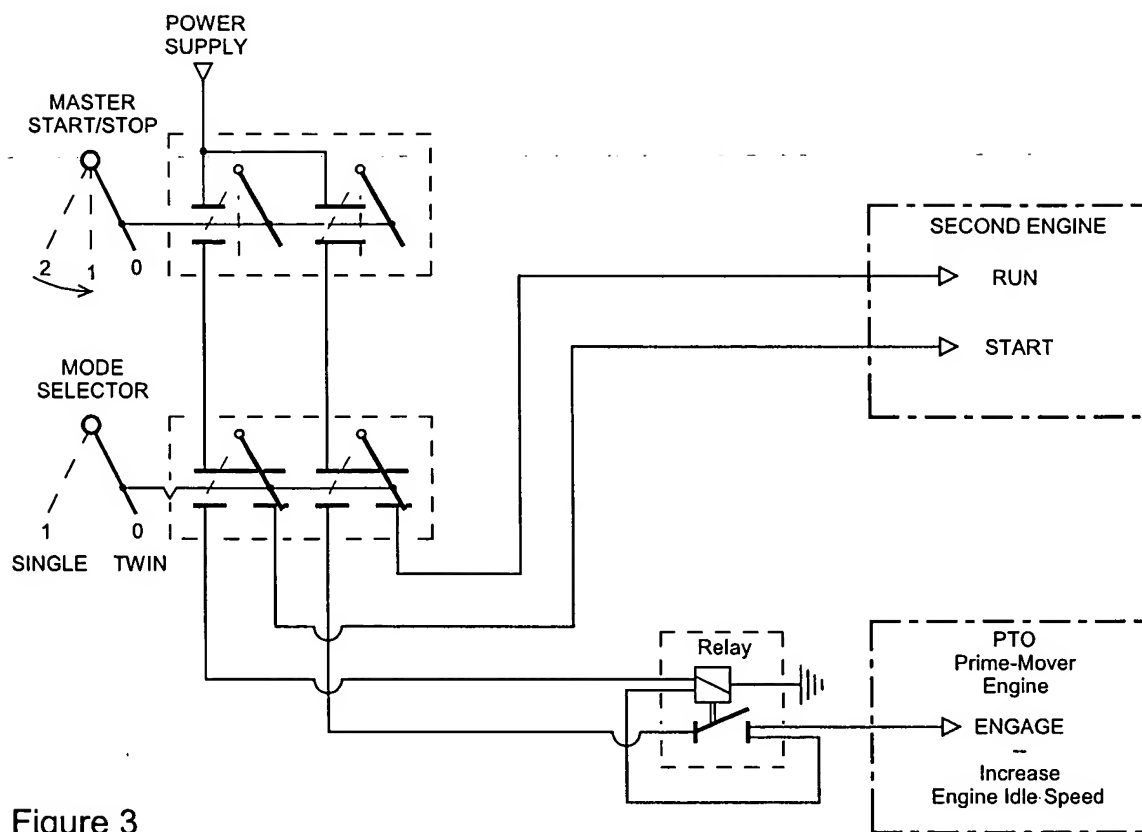 POWER
SUPPLY
MASTER
START/STOP
2
1
0
SECOND ENGINE
RUN
START
MODE
SELECTOR
1
0
SINGLE
TWIN
Relay
PTO
Prime-Mover
Engine
ENGAGE
–
Increase
Engine Idle Speed
Figure 3